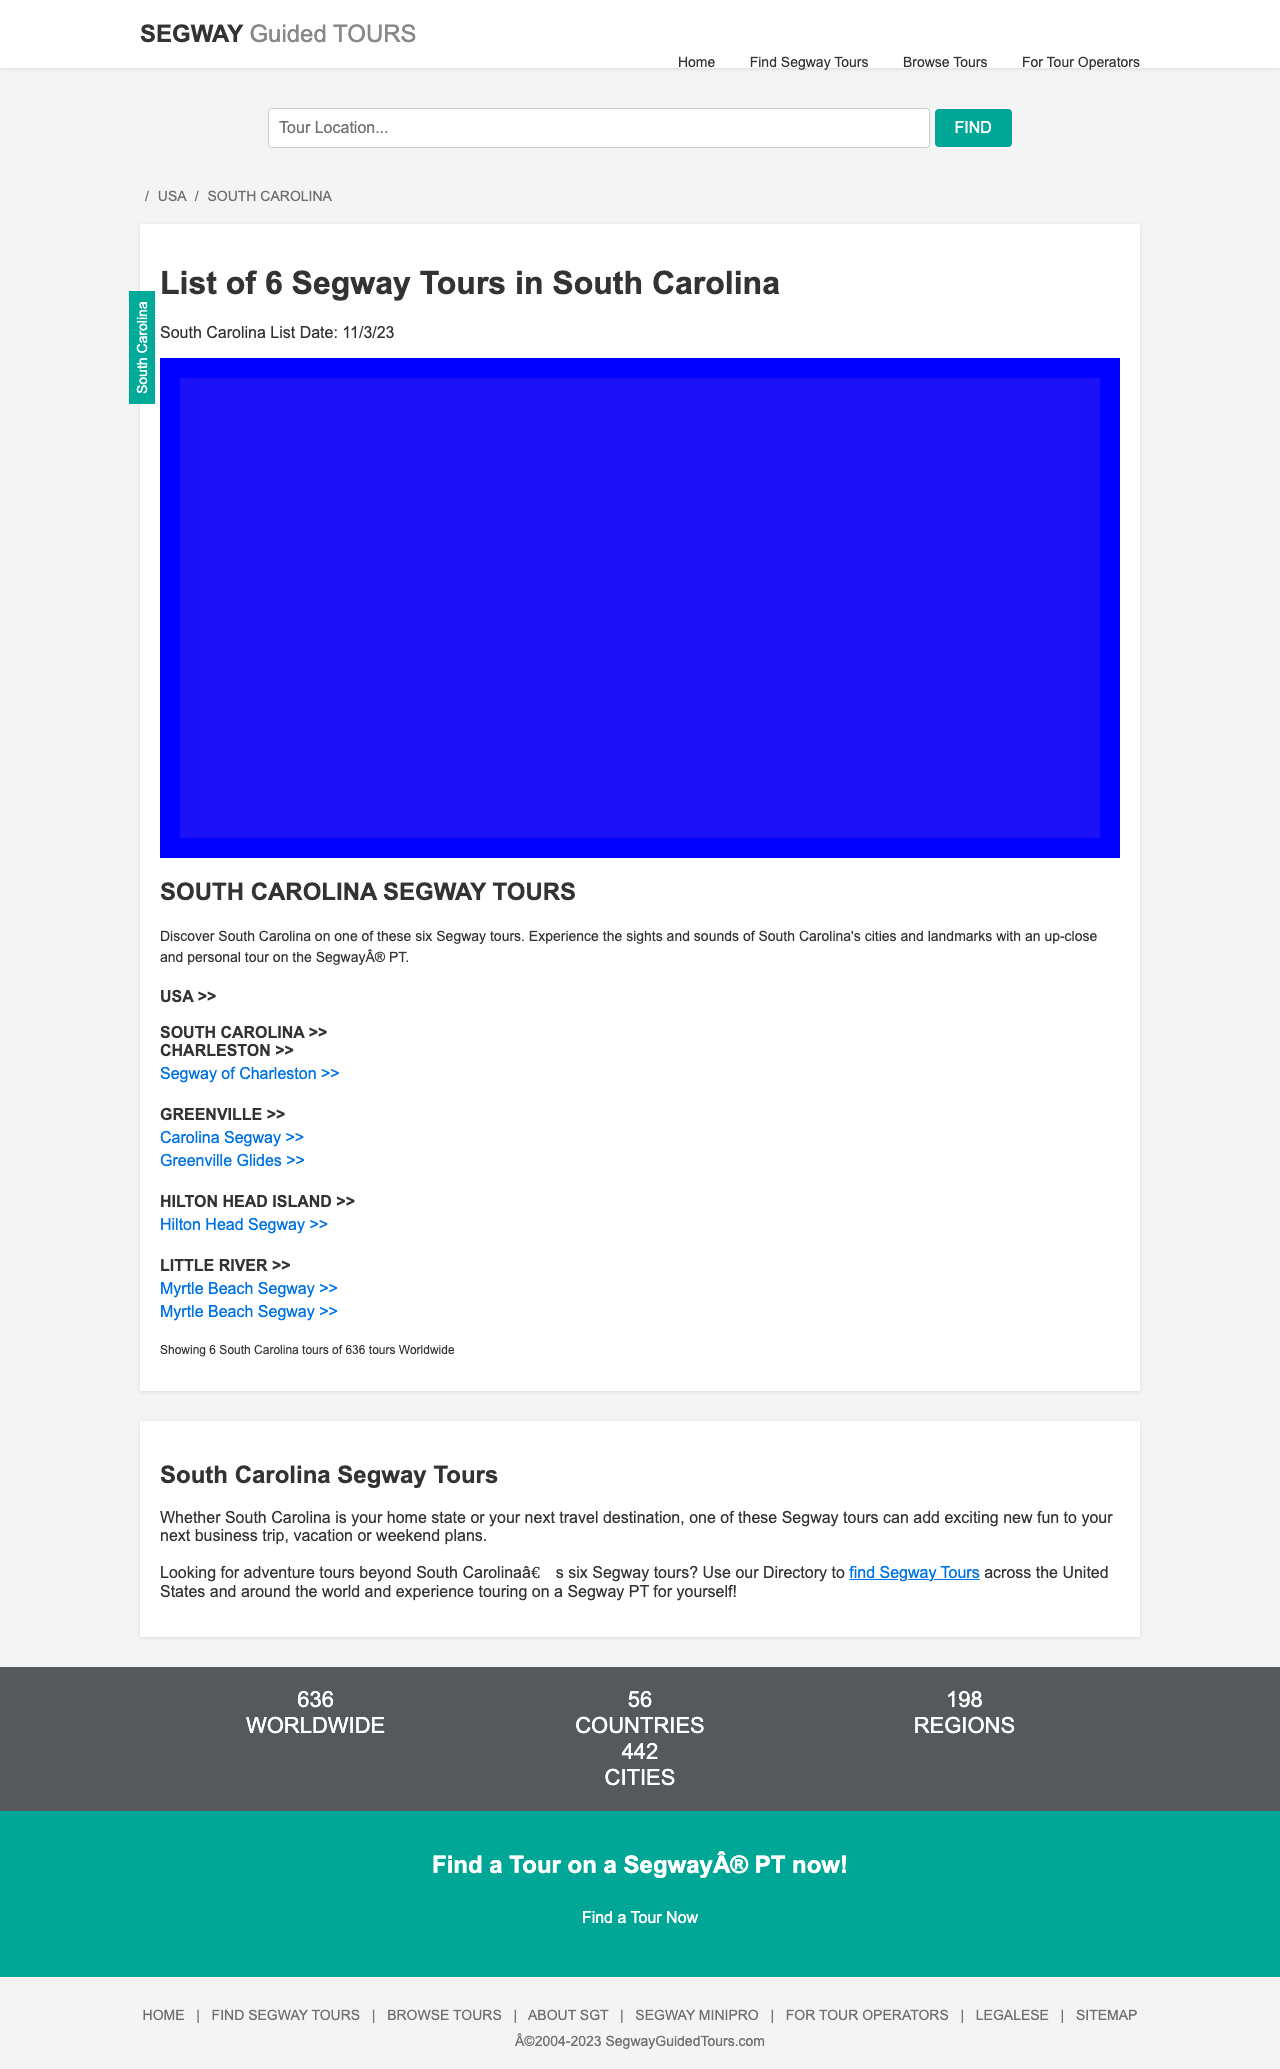 SEGWAY Guided TOURS
Home Find Segway Tours Browse Tours For Tour Operators
Tour Location... FIND
/ USA / SOUTH CAROLINA
List of 6 Segway Tours in South Carolina
South Carolina
South Carolina List Date: 11/3/23
SOUTH CAROLINA SEGWAY TOURS
Discover South Carolina on one of these six Segway tours. Experience the sights and sounds of South Carolina's cities and landmarks with an up-close
and personal tour on the SegwayÂ® PT.
USA >>
SOUTH CAROLINA >>
CHARLESTON >>
Segway of Charleston >>
GREENVILLE >>
Carolina Segway >>
Greenville Glides >>
HILTON HEAD ISLAND >>
Hilton Head Segway >>
LITTLE RIVER >>
Myrtle Beach Segway >>
Myrtle Beach Segway >>
Showing 6 South Carolina tours of 636 tours Worldwide
South Carolina Segway Tours
Whether South Carolina is your home state or your next travel destination, one of these Segway tours can add exciting new fun to your
next business trip, vacation or weekend plans.
Looking for adventure tours beyond South Carolinaâ€ s six Segway tours? Use our Directory to find Segway Tours across the United
States and around the world and experience touring on a Segway PT for yourself!
636 56 198
WORLDWIDE COUNTRIES REGIONS
442
CITIES
Find a Tour on a SegwayÂ® PT now!
Find a Tour Now
HOME | FIND SEGWAY TOURS | BROWSE TOURS | ABOUT SGT | SEGWAY MINIPRO | FOR TOUR OPERATORS | LEGALESE | SITEMAP
Â©2004-2023 SegwayGuidedTours.com